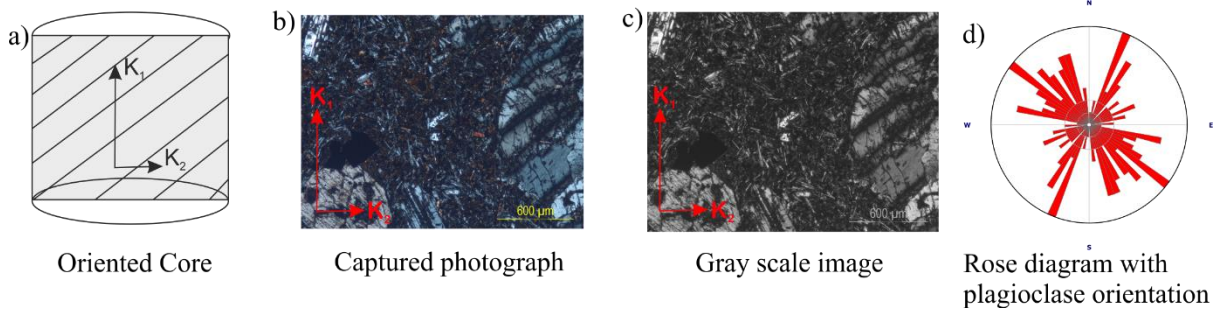 a)
K1
K2
Oriented Core
b)
K1
K2
600 µm
Captured photograph
c)
K1
K2
600 µm
Gray scale image
d)
N
W
E
S
Rose diagram with
plagioclase orientation